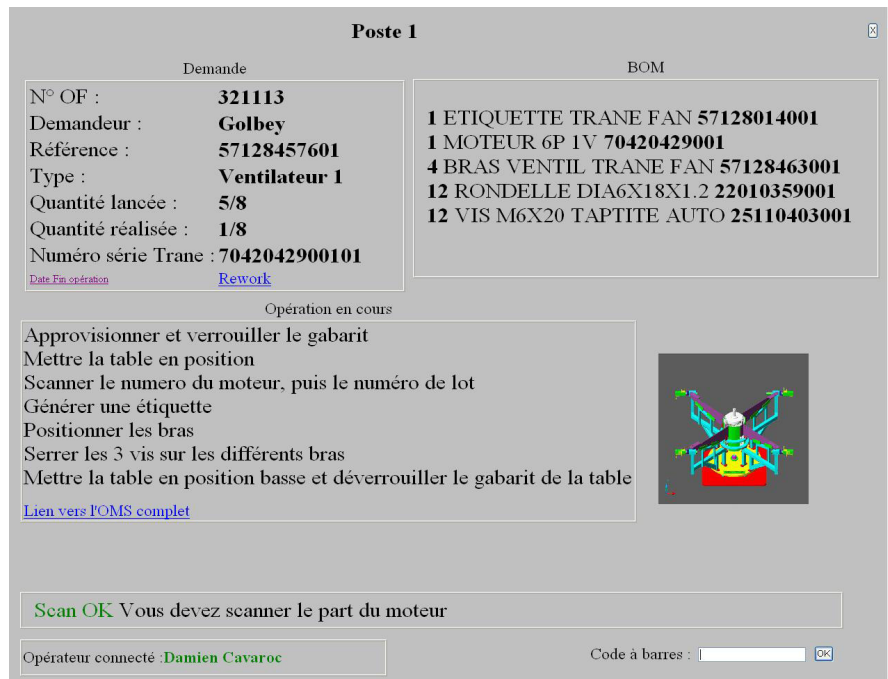 Poste 1
X
Demande
N° OF : 321113
Demandeur : Golbey
Référence : 57128457601
Type : Ventilateur 1
Quantité lancée : 5/8
Quantité réalisée : 1/8
Numéro série Trane : 7042042900101
Date Fin opération Rework
BOM
1 ETIQUETTE TRANE FAN 57128014001
1 MOTEUR 6P 1V 70420429001
4 BRAS VENTIL TRANE FAN 57128463001
12 RONDELLE DIA6X18X1.2 22010359001
12 VIS M6X20 TAPTITE AUTO 25110403001
Opération en cours
Approvisionner et verrouiller le gabarit
Mettre la table en position
Scanner le numero du moteur, puis le numéro de lot
Générer une étiquette
Positionner les bras
Serrer les 3 vis sur les différents bras
Mettre la table en position basse et déverrouiller le gabarit de la table
Lien vers l'OMS complet
Scan OK Vous devez scanner le part du moteur
Opérateur connecté :Damien Cavaroc
Code à barres : OK